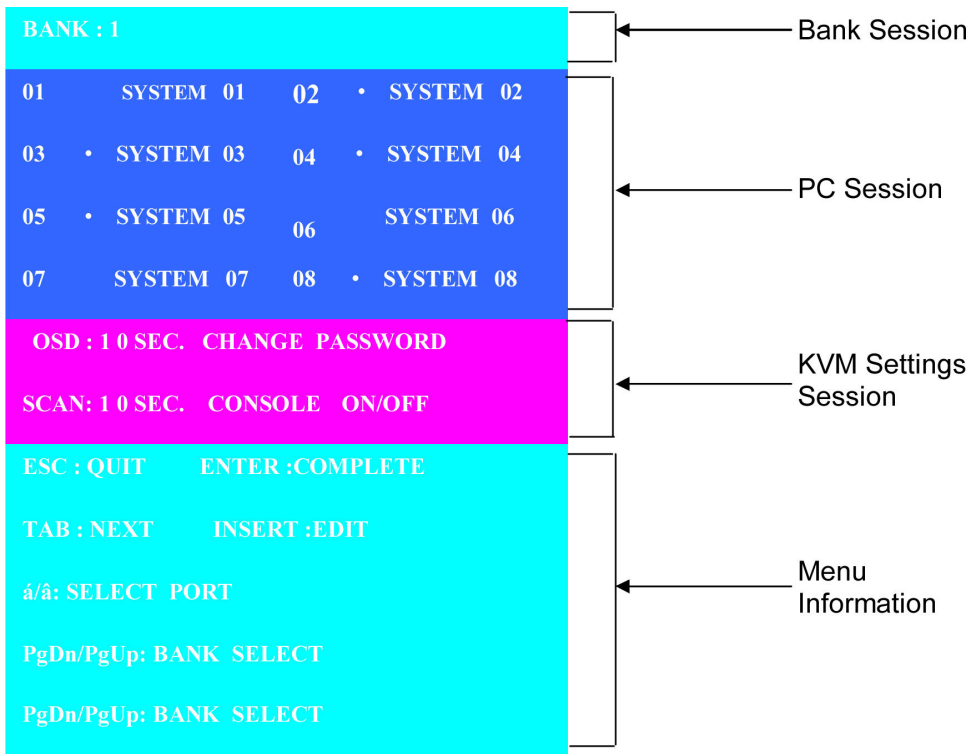 BANK : 1
Bank Session
01 SYSTEM 01 02 · SYSTEM 02
03 · SYSTEM 03 04 · SYSTEM 04
PC Session
05 · SYSTEM 05 06 SYSTEM 06
07 SYSTEM 07 08 · SYSTEM 08
OSD : 1 0 SEC. CHANGE PASSWORD
SCAN: 1 0 SEC. CONSOLE ON/OFF
KVM Settings
Session
ESC : QUIT ENTER :COMPLETE
TAB : NEXT INSERT :EDIT
á/â: SELECT PORT
PgDn/PgUp: BANK SELECT
PgDn/PgUp: BANK SELECT
Menu
Information